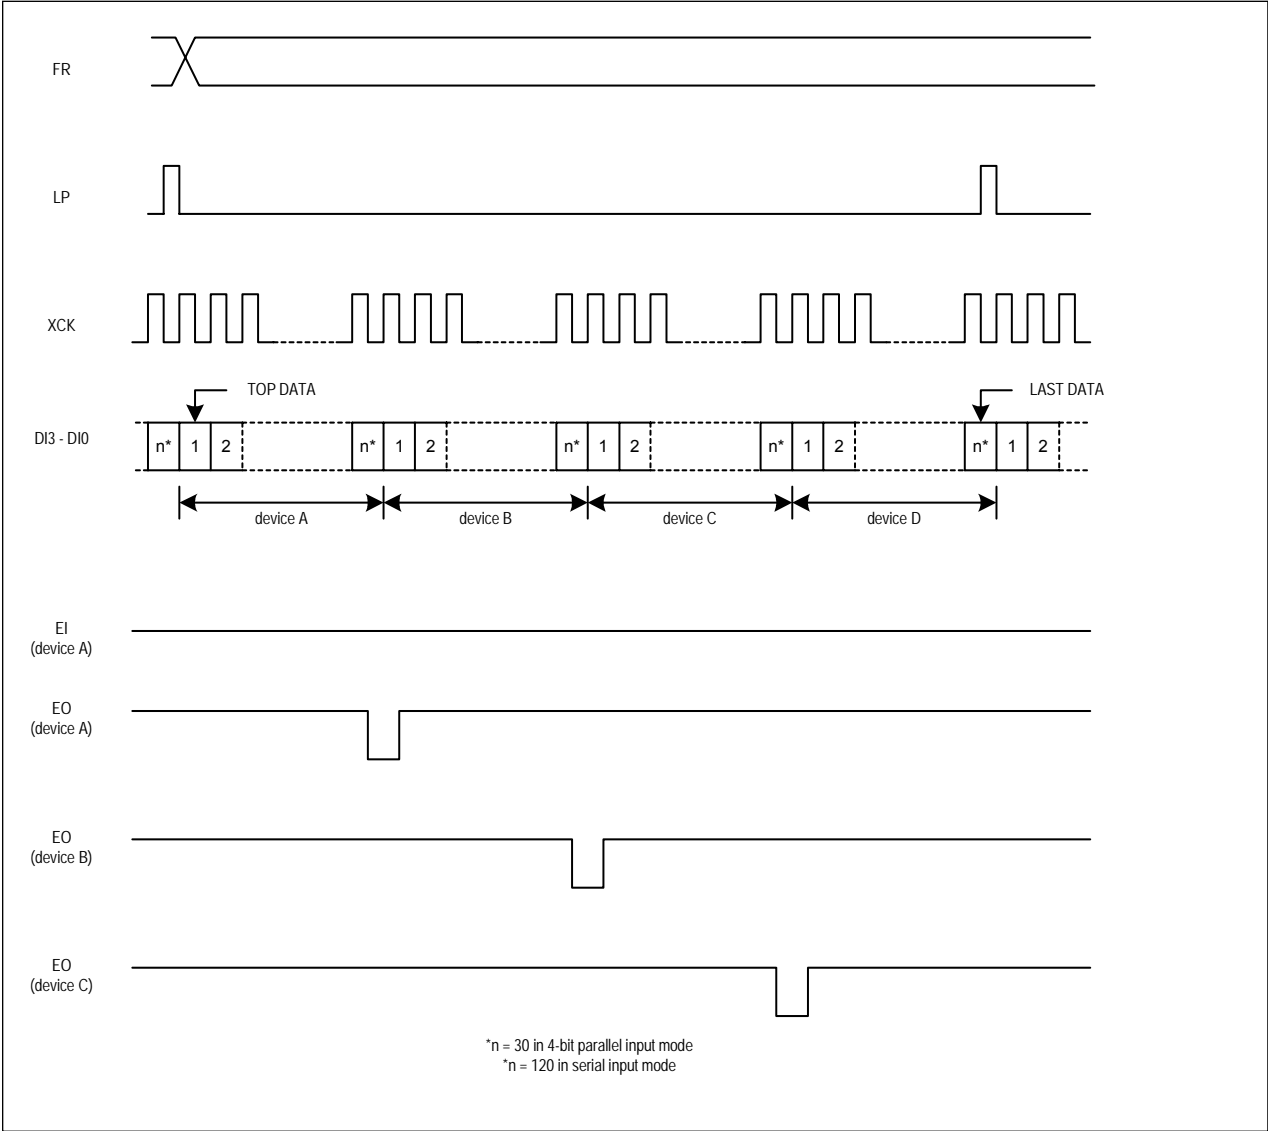 FR
LP
XCK
TOP DATA
LAST DATA
DI3 - DI0
n* 1 2 n* 1 2 n* 1 2 n* 1 2 n* 1 2
device A device B device C device D
EI
(device A)
EO
(device A)
EO
(device B)
EO
(device C)
*n = 30 in 4-bit parallel input mode
*n = 120 in serial input mode